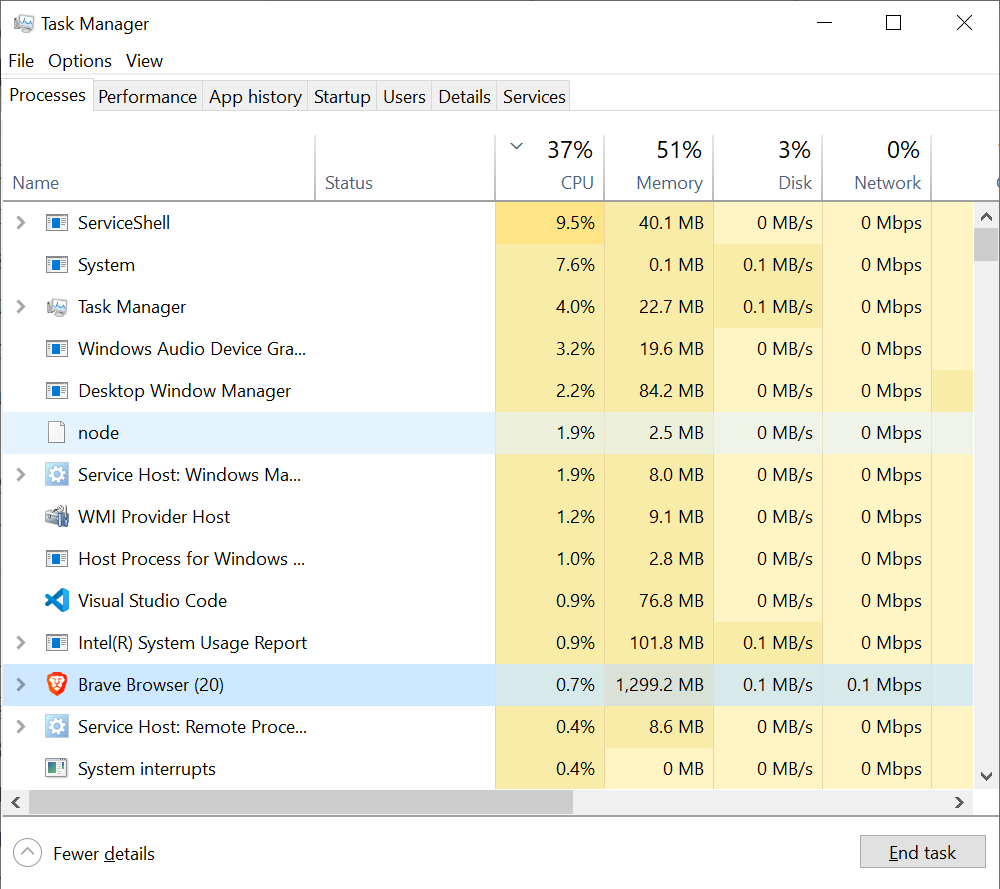 Task Manager
File Options View
Processes Performance App history Startup Users Details Services
37% 51% 3% 0%
Name Status CPU Memory Disk Network
ServiceShell 9.5% 40.1 MB 0 MB/s 0 Mbps
System 7.6% 0.1 MB 0.1 MB/s 0 Mbps
Task Manager 4.0% 22.7 MB 0.1 MB/s 0 Mbps
Windows Audio Device Gra... 3.2% 19.6 MB 0 MB/s 0 Mbps
Desktop Window Manager 2.2% 84.2 MB 0 MB/s 0 Mbps
node 1.9% 2.5 MB 0 MB/s 0 Mbps
Service Host: Windows Ma... 1.9% 8.0 MB 0 MB/s 0 Mbps
WMI Provider Host 1.2% 9.1 MB 0 MB/s 0 Mbps
Host Process for Windows ... 1.0% 2.8 MB 0 MB/s 0 Mbps
Visual Studio Code 0.9% 76.8 MB 0 MB/s 0 Mbps
Intel(R) System Usage Report 0.9% 101.8 MB 0.1 MB/s 0 Mbps
Brave Browser (20) 0.7% 1,299.2 MB 0.1 MB/s 0.1 Mbps
Service Host: Remote Proce... 0.4% 8.6 MB 0 MB/s 0 Mbps
System interrupts 0.4% 0 MB 0 MB/s 0 Mbps
Fewer details End task